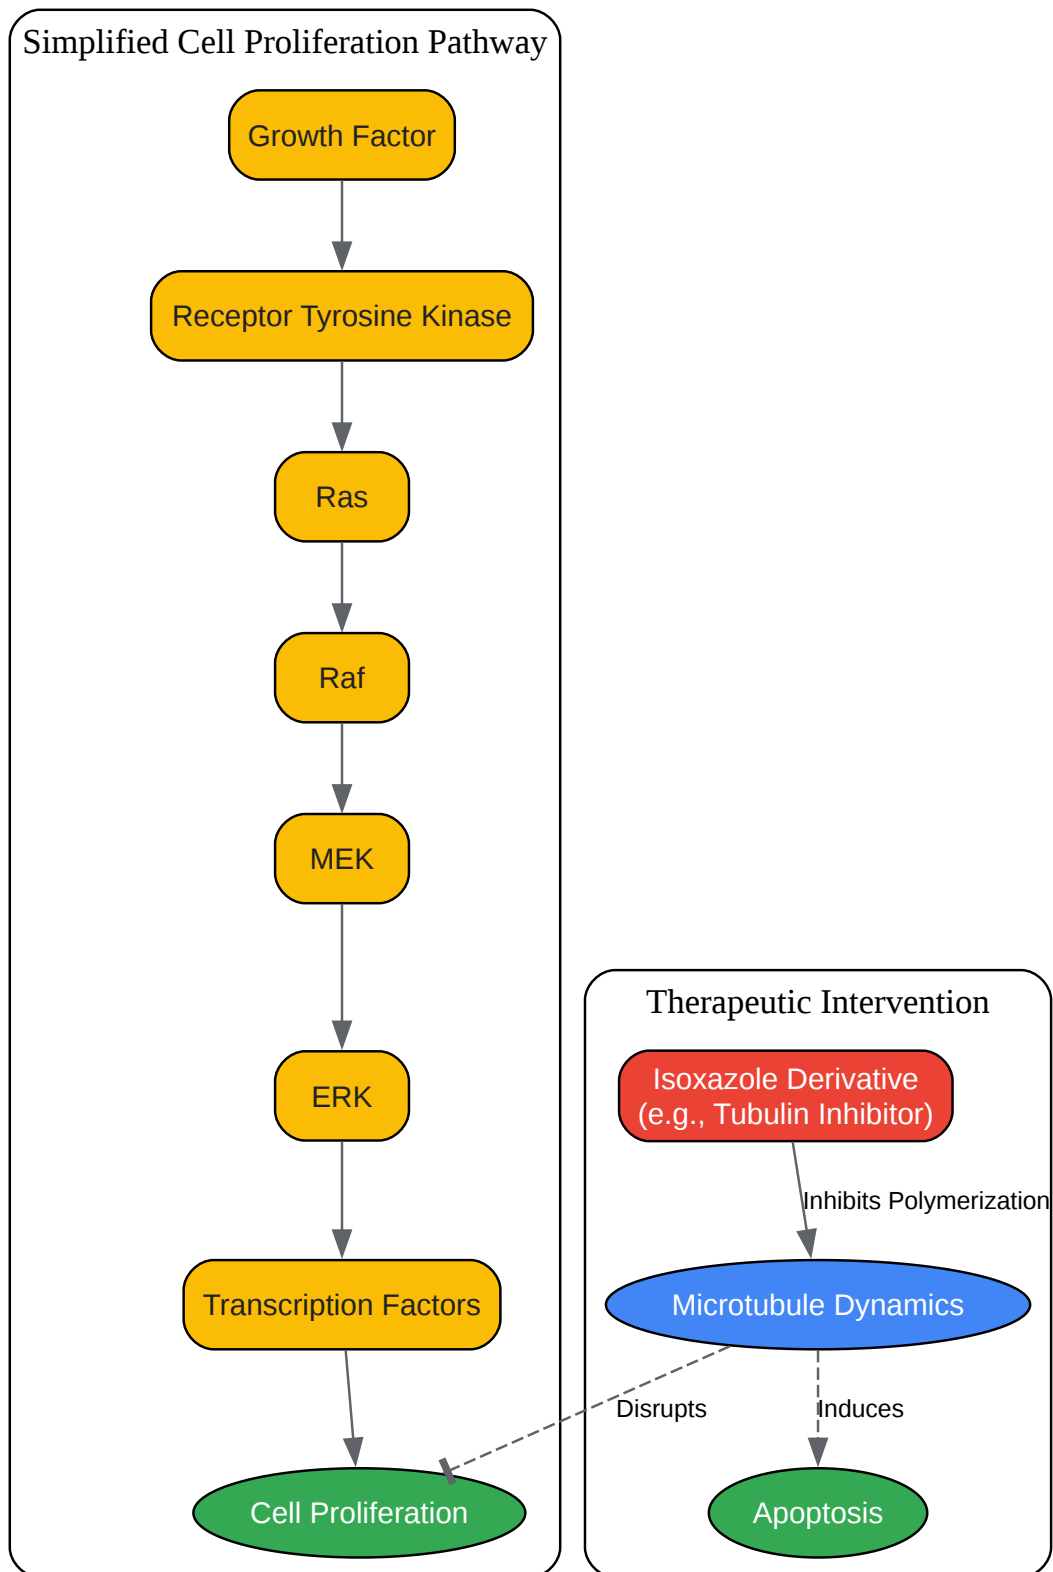 Simplified Cell Proliferation Pathway
Growth Factor
Receptor Tyrosine Kinase
Ras
Raf
MEK
ERK
Transcription Factors
Cell Proliferation
Therapeutic Intervention
Isoxazole Derivative
(e.g., Tubulin Inhibitor)
Inhibits Polymerization
Microtubule Dynamics
Disrupts
Induces
Apoptosis